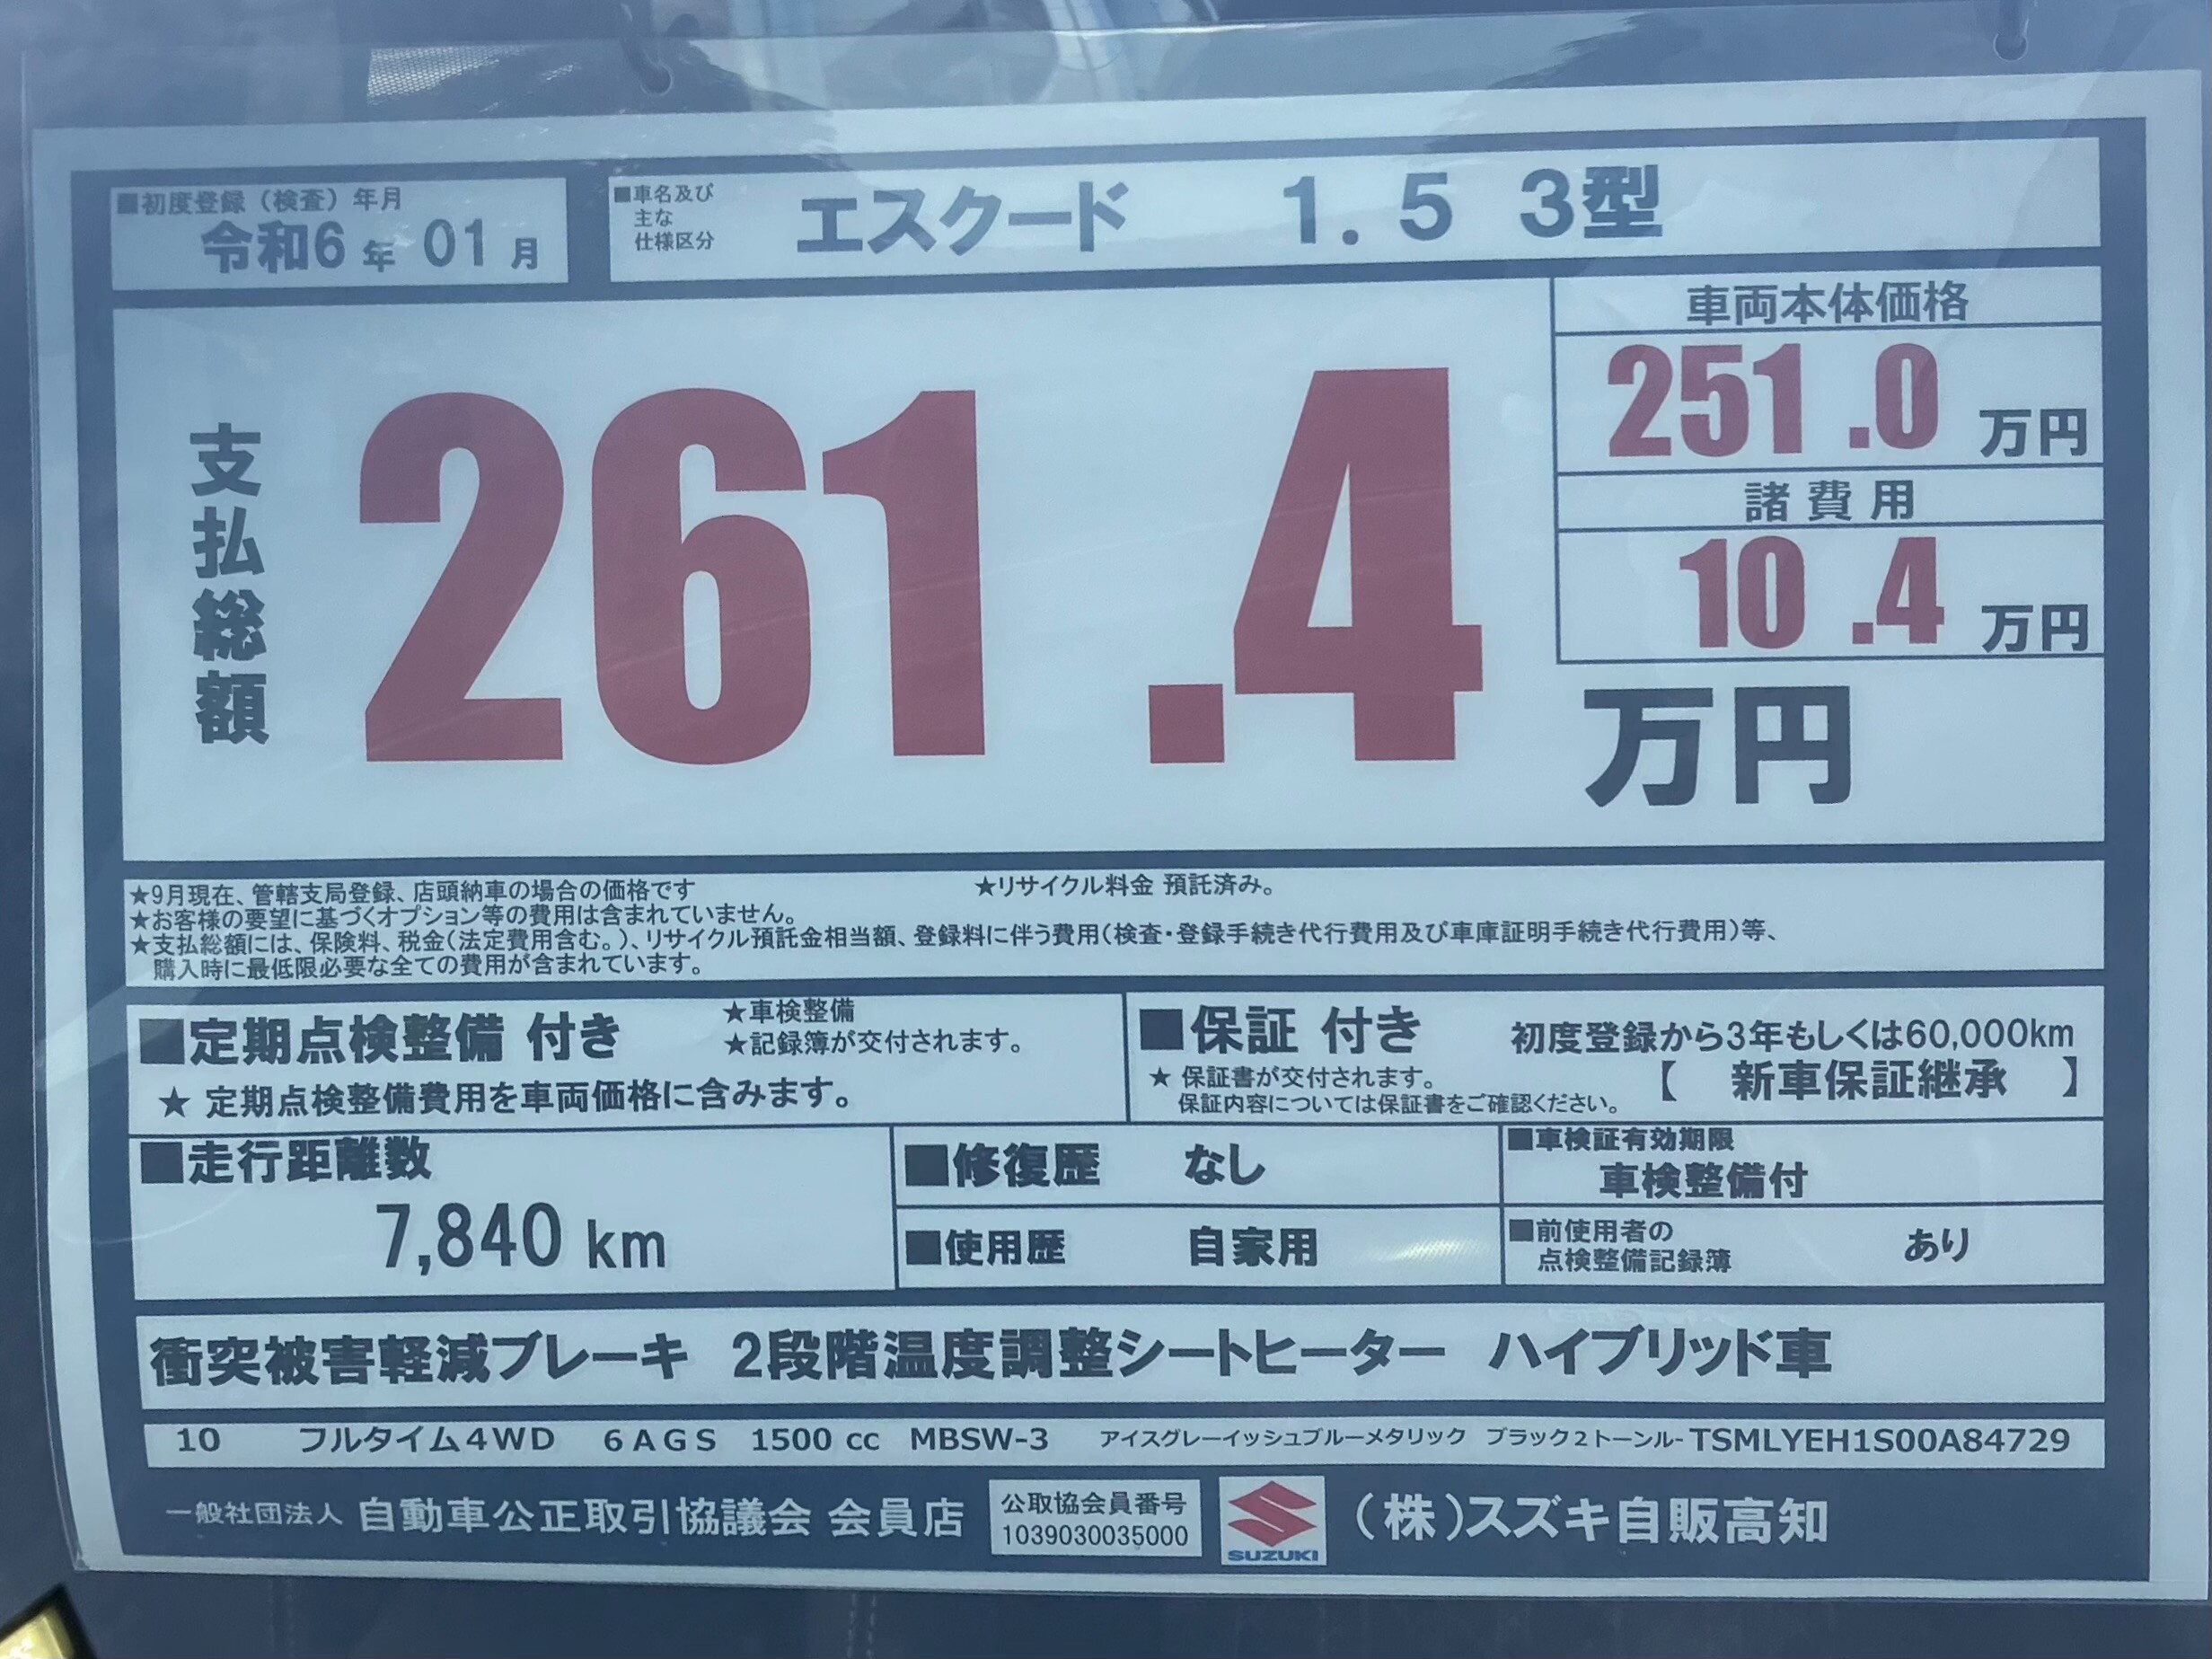 ■初度登録（検査）年月
令和6年 01月
■車名及び
主な
仕様区分
エスクード 1.5 3型
支払総額
261.4
万円
車両本体価格
251.0万円
諸費用
10.4万円
★9月現在、管轄支局登録、店頭納車の場合の価格です ★リサイクル料金 預託済み。
★お客様の要望に基づくオプション等の費用は含まれていません。
★支払総額には、保険料、税金（法定費用含む。）、リサイクル預託金相当額、登録料に伴う費用（検査・登録手続き代行費用及び車庫証明手続き代行費用）等、
購入時に最低限必要な全ての費用が含まれています。
■定期点検整備 付き
★車検整備
★記録簿が交付されます。
★ 定期点検整備費用を車両価格に含みます。
■保証 付き
初度登録から3年もしくは60,000km
【 新車保証継承 】
★ 保証書が交付されます。
保証内容については保証書をご確認ください。
■走行距離数
7,840 km
■修復歴 なし
■使用歴 自家用
■車検証有効期限
車検整備付
■前使用者の
点検整備記録簿
あり
衝突被害軽減ブレーキ 2段階温度調整シートヒーター ハイブリッド車
10 フルタイム4WD 6AGS 1500 cc MBSW-3 アイスグレーイッシュブルーメタリック ブラック2トーンル- TSMLYEH1S00A84729
一般社団法人 自動車公正取引協議会 会員店
公取協会員番号
1039030035000
SUZUKI
（株）スズキ自販高知